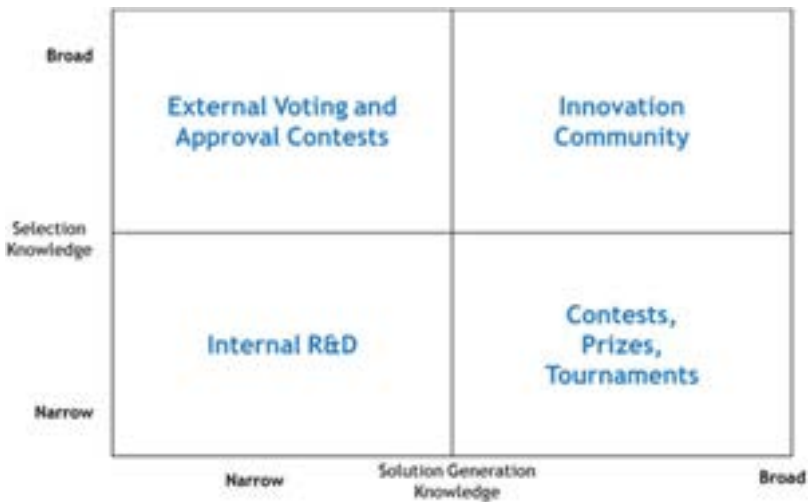 Broad
External Voting and
Approval Contests
Innovation
Community
Selection
Knowledge
Internal R&D
Contests,
Prizes,
Tournaments
Narrow
Narrow
Solution Generation
Knowledge
Broad